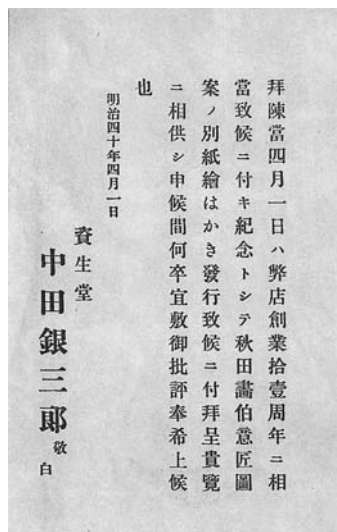 拜陳當四月一日ハ弊店創業拾壹周年ニ相
當致候ニ付キ紀念トシテ秋田畵伯意匠圖
案ノ別紙繪はかき發行致候ニ付拜呈貴覽
ニ相供シ申候間何卒宜敷御批評奉希上候
也
明治四十年四月一日
資生堂
中田銀三郎敬白